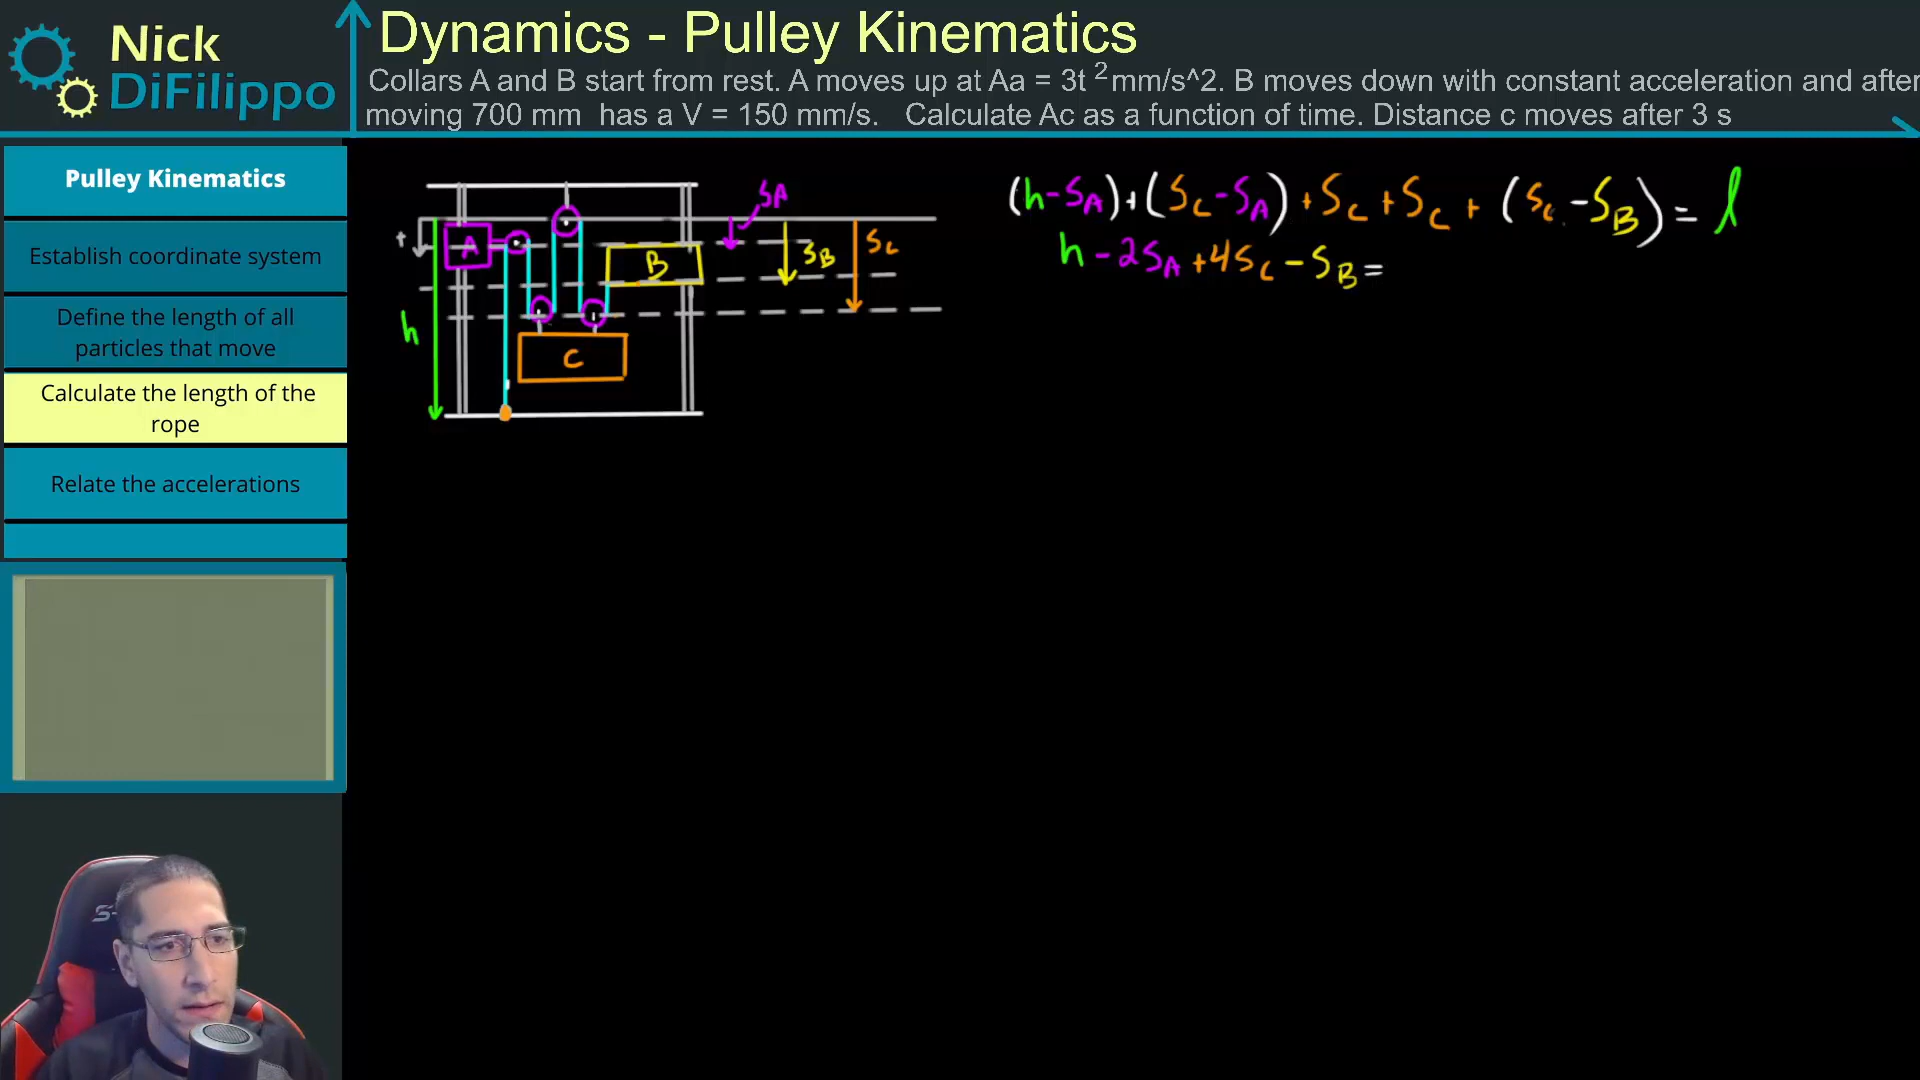 Nick
DiFilippo
Dynamics - Pulley Kinematics
Collars A and B start from rest. A moves up at Aa = 3t 2 mm/s^2. B moves down with constant acceleration and after
moving 700 mm has a V = 150 mm/s. Calculate Ac as a function of time. Distance c moves after 3 s
Pulley Kinematics
Establish coordinate system
Define the length of all
particles that move
Calculate the length of the
rope
Relate the accelerations
+
h
A
B
C
SA
SB
SC
(h-SA)+(SC-SA)+SC+SC+(SC-SB)=l
h-2SA+4SC-SB=